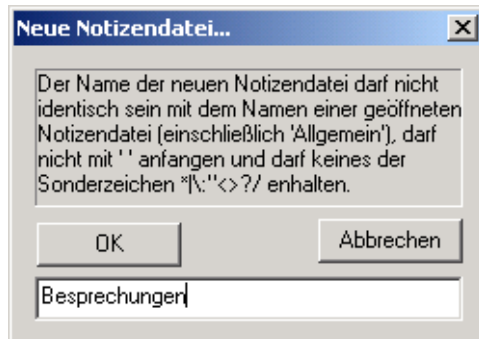 Neue Notizendatei...
Der Name der neuen Notizendatei darf nicht
identisch sein mit dem Namen einer geöffneten
Notizendatei (einschließlich 'Allgemein'), darf
nicht mit ' ' anfangen und darf keines der
Sonderzeichen *|\:"<>?/ enhalten.
OK
Abbrechen
Besprechungen